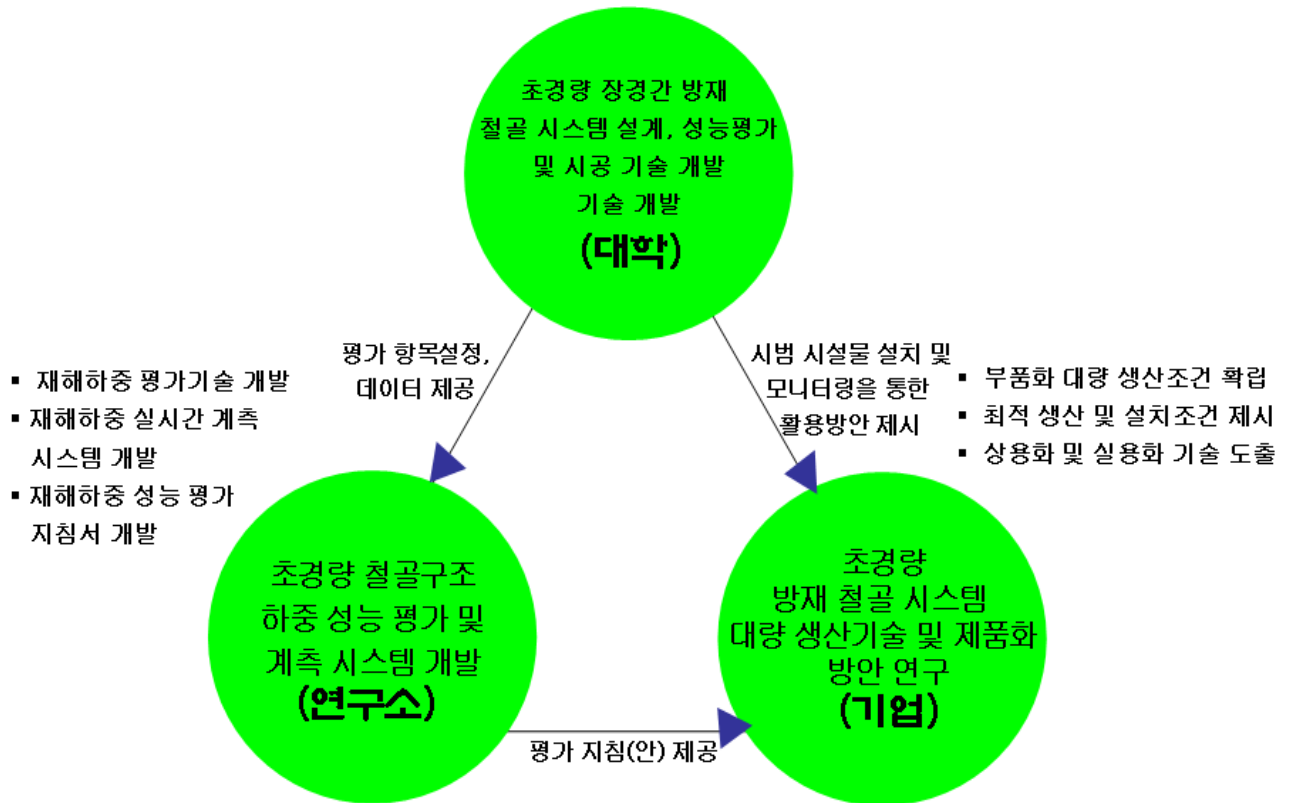 초경량 장경간 방재
철골 시스템 설계, 성능평가
및 시공 기술 개발
기술 개발
(대학)
평가 항목설정,
데이터 제공
시범 시설물 설치 및
모니터링을 통한
활용방안 제시
▪ 재해하중 평가기술 개발
▪ 재해하중 실시간 계측
시스템 개발
▪ 재해하중 성능 평가
지침서 개발
▪ 부품화 대량 생산조건 확립
▪ 최적 생산 및 설치조건 제시
▪ 상용화 및 실용화 기술 도출
초경량 철골구조
하중 성능 평가 및
계측 시스템 개발
(연구소)
초경량
방재 철골 시스템
대량 생산기술 및 제품화
방안 연구
(기업)
평가 지침(안) 제공